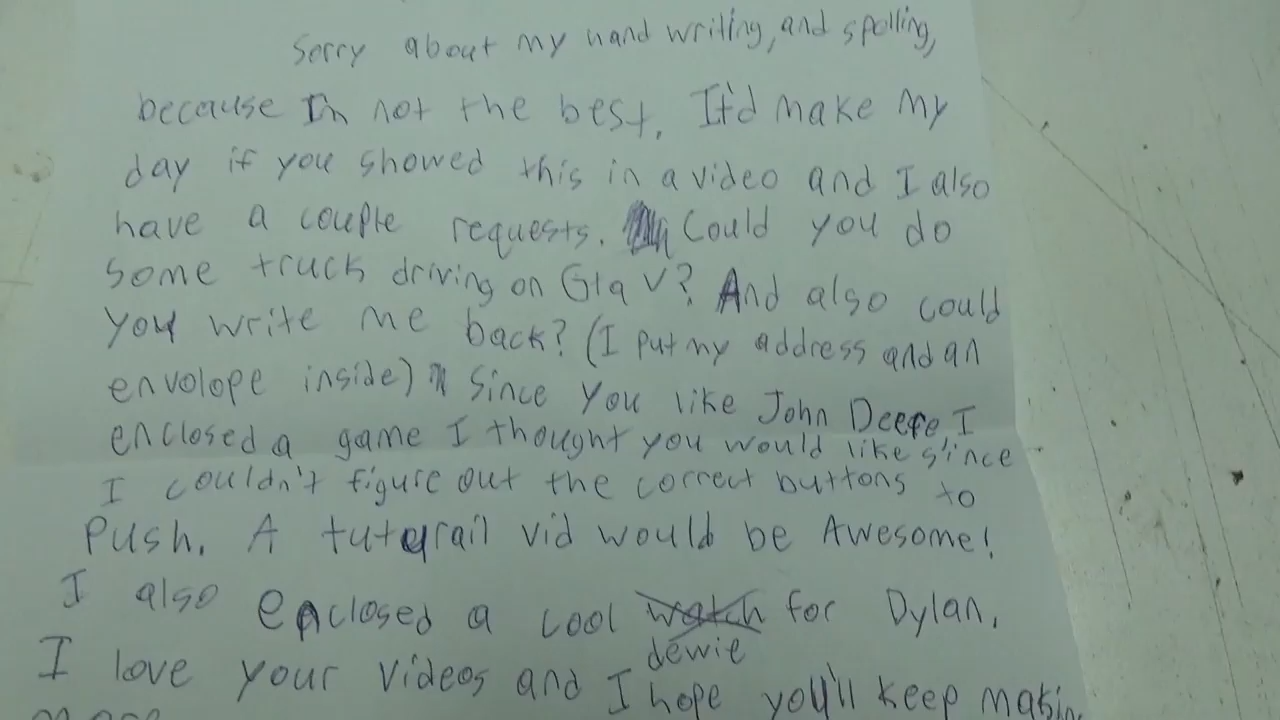 Sorry about my hand writing, and spelling,
because I'm not the best. It'd make my
day if you showed this in a video and I also
have a couple requests. Could you do
some truck driving on Gta V? And also could
you write me back? (I put my address and an
envolope inside) Since you like John Deere, I
enclosed a game I thought you would like since
I couldn't figure out the correct buttons to
Push. A tutorail vid would be Awesome!
I also enclosed a cool watch for Dylan.
dewie
I love your videos and I hope you'll keep making
more